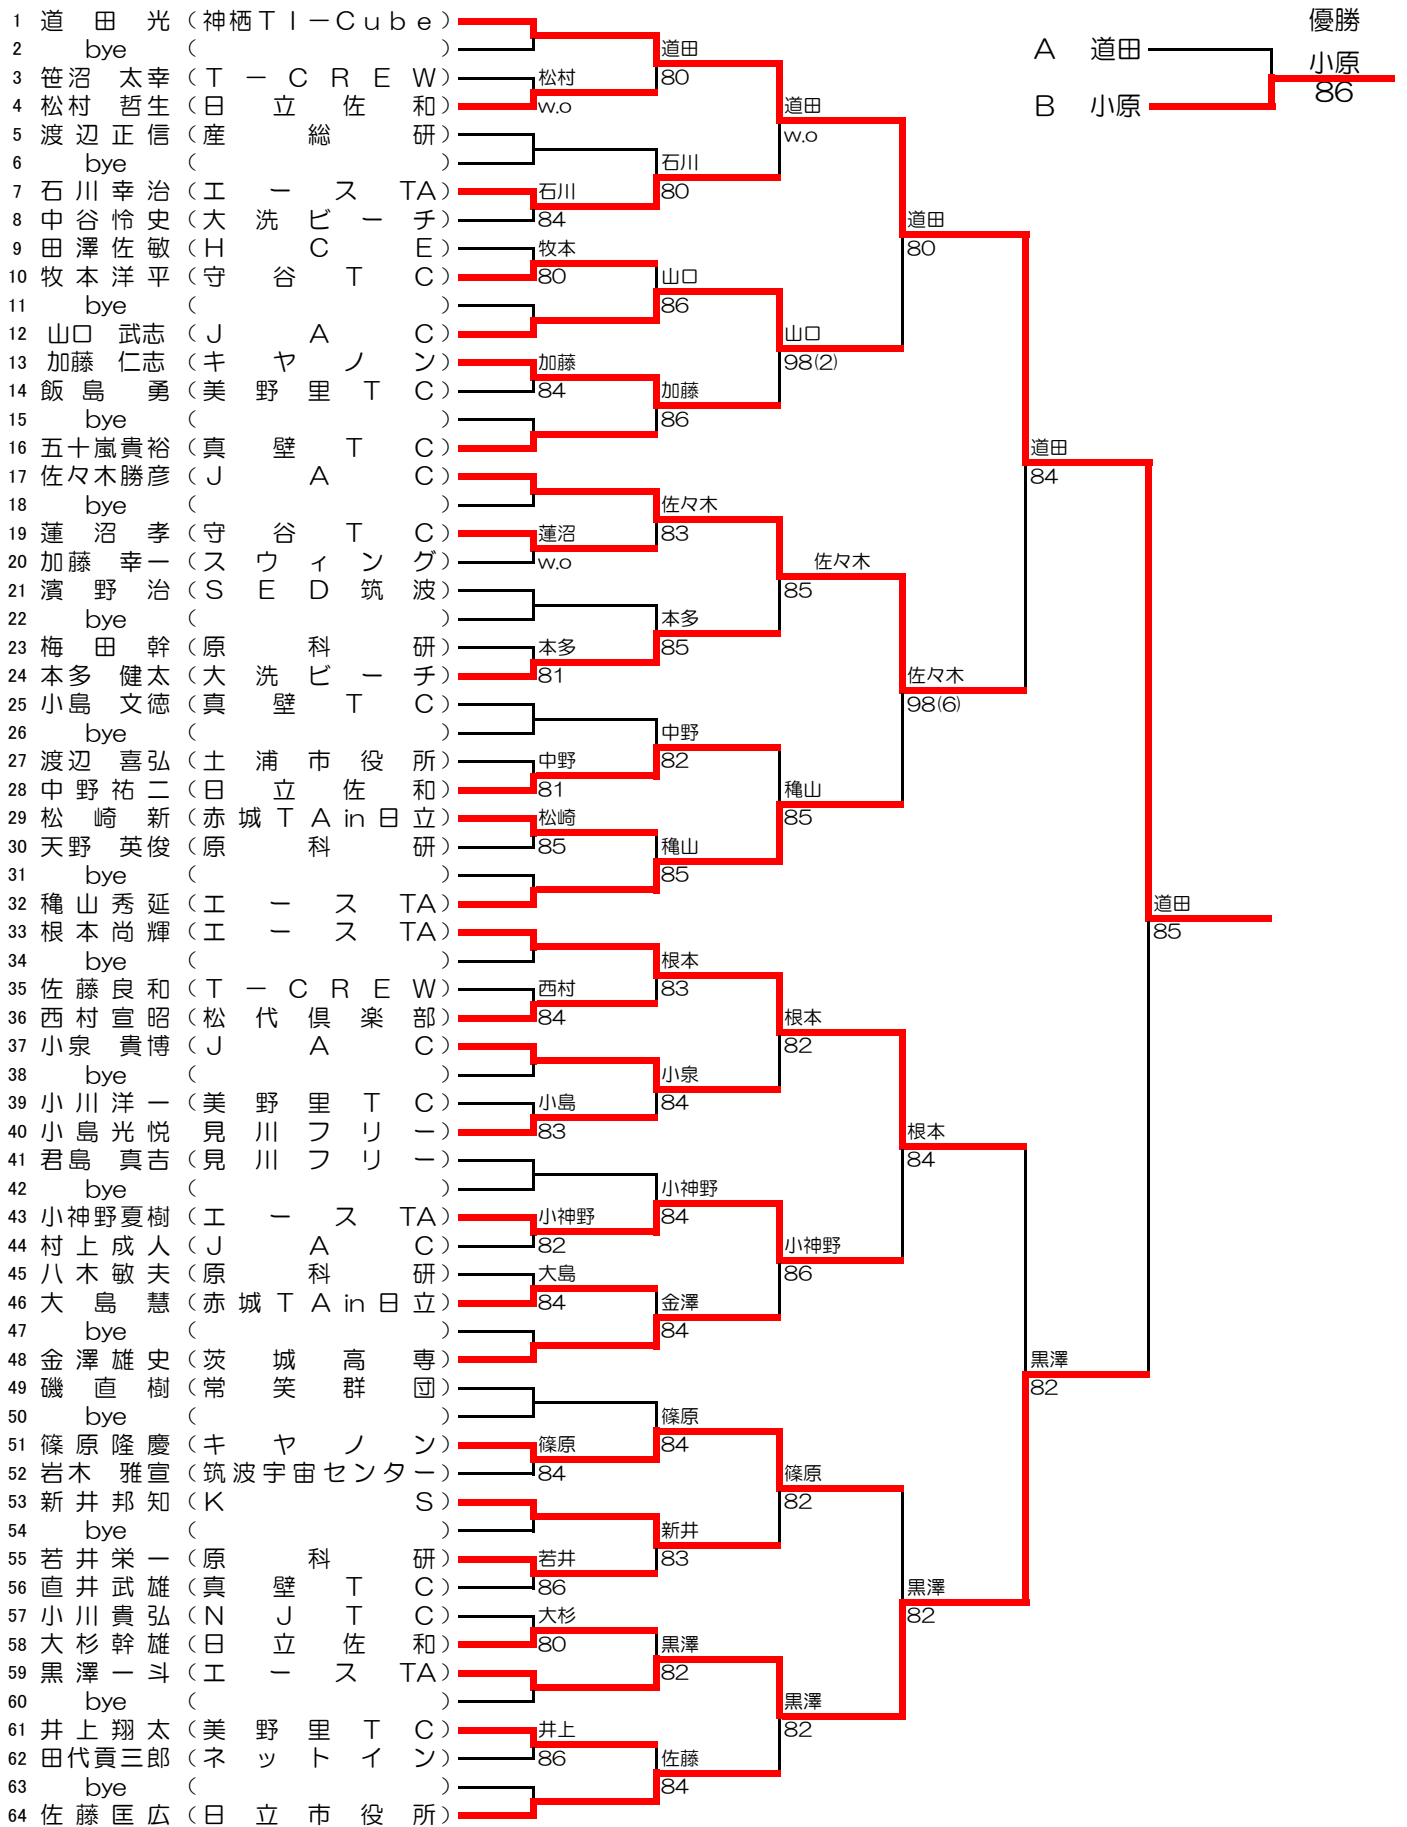 1 道 田 光 (神栖TI-Cube)
2 bye ( )
3 笹沼 太幸 (T-CREW)
4 松村 哲生 (日立佐和)
5 渡辺正信 (産総研)
6 bye ( )
7 石川幸治 (エースTA)
8 中谷怜史 (大洗ビーチ)
9 田澤佐敏 (HCE)
10 牧本洋平 (守谷TC)
11 bye ( )
12 山口 武志 (JAC)
13 加藤 仁志 (キヤノン)
14 飯島 勇 (美野里TC)
15 bye ( )
16 五十嵐貴裕 (真壁TC)
17 佐々木勝彦 (JAC)
18 bye ( )
19 蓮沼孝 (守谷TC)
20 加藤 幸一 (スウィング)
21 濱野治 (SED筑波)
22 bye ( )
23 梅田幹 (原科研)
24 本多 健太 (大洗ビーチ)
25 小島 文徳 (真壁TC)
26 bye ( )
27 渡辺 喜弘 (土浦市役所)
28 中野祐二 (日立佐和)
29 松崎新 (赤城TAin日立)
30 天野 英俊 (原科研)
31 bye ( )
32 穐山秀延 (エースTA)
33 根本尚輝 (エースTA)
34 bye ( )
35 佐藤良和 (T-CREW)
36 西村宣昭 (松代倶楽部)
37 小泉 貴博 (JAC)
38 bye ( )
39 小川洋一 (美野里TC)
40 小島光悦 見川フリー)
41 君島 真吉 (見川フリー)
42 bye ( )
43 小神野夏樹 (エースTA)
44 村上成人 (JAC)
45 八木敏夫 (原科研)
46 大島慧 (赤城TAin日立)
47 bye ( )
48 金澤雄史 (茨城高専)
49 磯直樹 (常笑群団)
50 bye ( )
51 篠原隆慶 (キヤノン)
52 岩木 雅宣 (筑波宇宙センター)
53 新井邦知 (KS)
54 bye ( )
55 若井栄一 (原科研)
56 直井武雄 (真壁TC)
57 小川貴弘 (NJTC)
58 大杉幹雄 (日立佐和)
59 黒澤一斗 (エースTA)
60 bye ( )
61 井上翔太 (美野里TC)
62 田代貢三郎 (ネットイン)
63 bye ( )
64 佐藤匡広 (日立市役所)
松村
w.o
石川
84
牧本
80
加藤
84
蓮沼
w.o
本多
81
中野
81
松崎
85
西村
84
小島
83
小神野
82
大島
84
篠原
84
若井
86
大杉
80
井上
86
道田
80
石川
80
山口
86
加藤
86
佐々木
83
本多
85
中野
82
穐山
85
根本
83
小泉
84
小神野
84
金澤
84
篠原
84
新井
83
黒澤
82
佐藤
84
道田
w.o
山口
98(2)
佐々木
85
穐山
85
根本
82
小神野
86
篠原
82
黒澤
82
道田
80
佐々木
98(6)
根本
84
黒澤
82
道田
84
黒澤
82
道田
85
優勝
A 道田
小原
86
B 小原